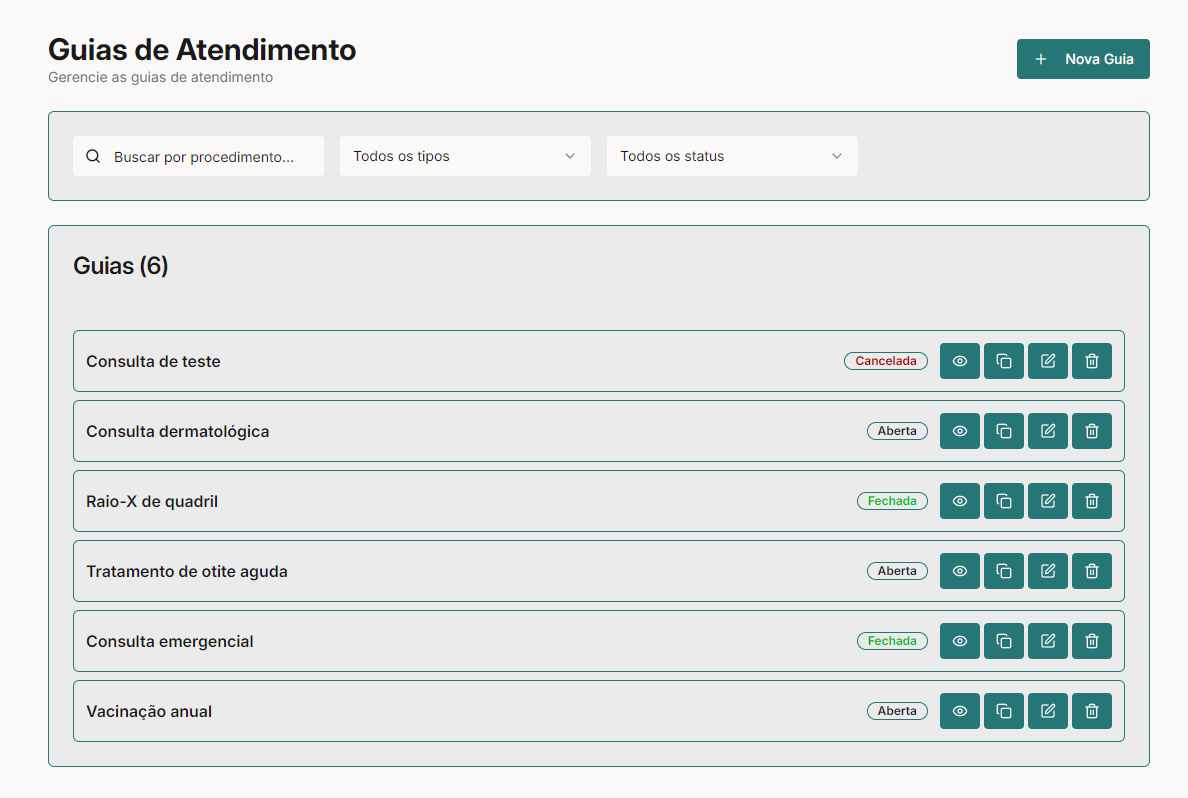 Guias de Atendimento
Gerencie as guias de atendimento
Nova Guia
Buscar por procedimento...
Todos os tipos
Todos os status
Guias (6)
Consulta de teste
Cancelada
Consulta dermatológica
Aberta
Raio-X de quadril
Fechada
Tratamento de otite aguda
Aberta
Consulta emergencial
Fechada
Vacinação anual
Aberta